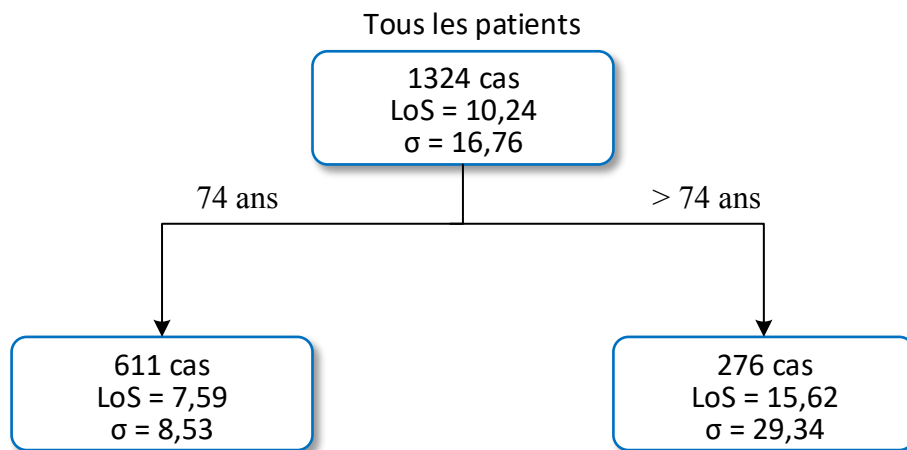 Tous les patients
1324 cas
LoS = 10,24
σ = 16,76
74 ans
> 74 ans
611 cas
LoS = 7,59
σ = 8,53
276 cas
LoS = 15,62
σ = 29,34